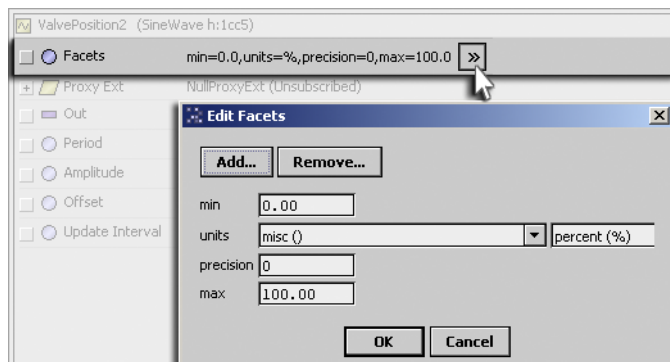 ValvePosition2 (SineWave h:1cc5)
Facets min=0.0,units=%,precision=0,max=100.0 »
Proxy Ext NullProxyExt (Unsubscribed)
Out
Period
Amplitude
Offset
Update Interval
Edit Facets
Add... Remove...
min 0.00
units misc () percent (%)
precision 0
max 100.00
OK Cancel